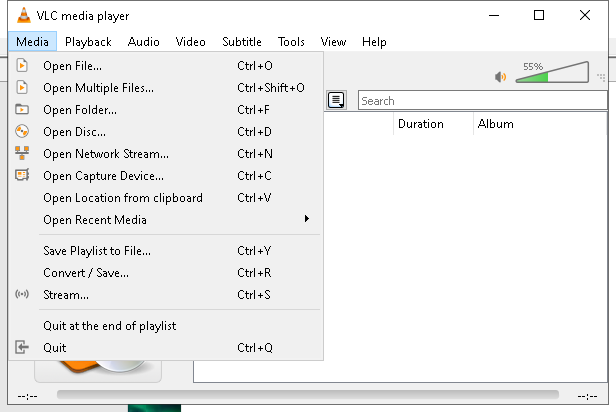 VLC media player
Media Playback Audio Video Subtitle Tools View Help
55%
Search
Duration Album
Open File... Ctrl+O
Open Multiple Files... Ctrl+Shift+O
Open Folder... Ctrl+F
Open Disc... Ctrl+D
Open Network Stream... Ctrl+N
Open Capture Device... Ctrl+C
Open Location from clipboard Ctrl+V
Open Recent Media
Save Playlist to File... Ctrl+Y
Convert / Save... Ctrl+R
Stream... Ctrl+S
Quit at the end of playlist
Quit Ctrl+Q
--:-- --:--